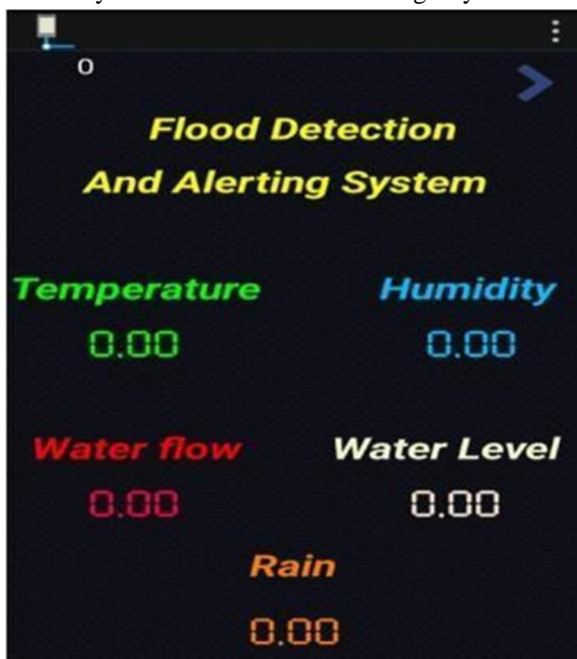 0
Flood Detection
And Alerting System
Temperature Humidity
0.00 0.00
Water flow Water Level
0.00 0.00
Rain
0.00